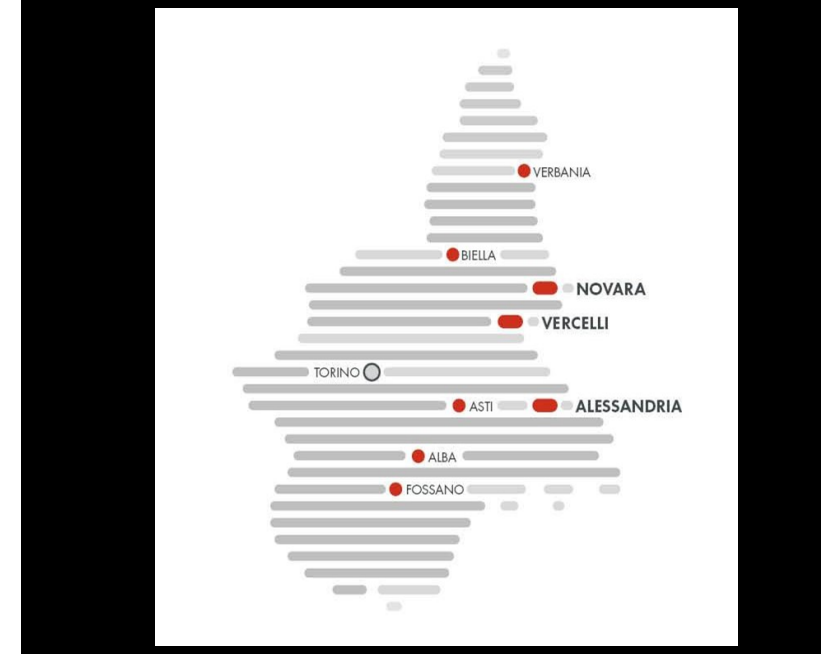 VERBANIA
BIELLA
NOVARA
VERCELLI
TORINO
ASTI
ALESSANDRIA
ALBA
FOSSANO